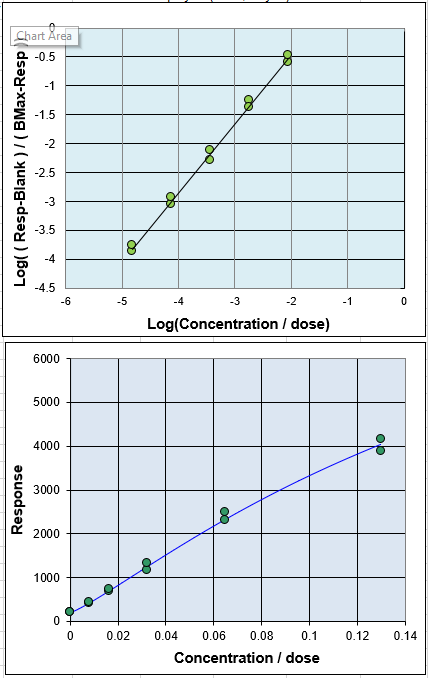 0
Chart Area
-0.5
-1
-1.5
-2
-2.5
-3
-3.5
-4
-4.5
-6 -5 -4 -3 -2 -1 0
Log( ( Resp-Blank ) / ( BMax-Resp )
Log(Concentration / dose)
6000
5000
4000
3000
2000
1000
0
0 0.02 0.04 0.06 0.08 0.1 0.12 0.14
Response
Concentration / dose